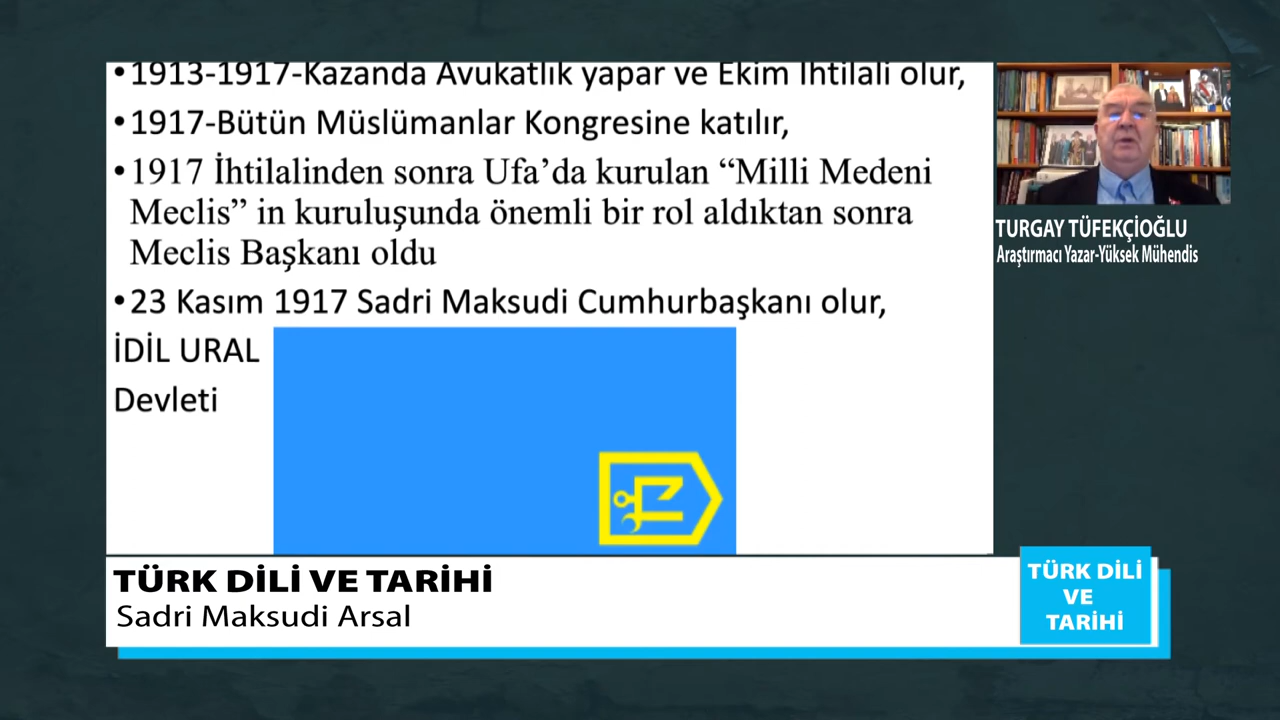 •1913-1917-Kazanda Avukatlık yapar ve Ekim İhtilali olur,
•1917-Bütün Müslümanlar Kongresine katılır,
•1917 İhtilalinden sonra Ufa’da kurulan “Milli Medeni
Meclis” in kuruluşunda önemli bir rol aldıktan sonra
Meclis Başkanı oldu
•23 Kasım 1917 Sadri Maksudi Cumhurbaşkanı olur,
İDİL URAL
Devleti
TURGAY TÜFEKÇİOĞLU
Araştırmacı Yazar-Yüksek Mühendis
TÜRK DİLİ VE TARİHİ
Sadri Maksudi Arsal
TÜRK DİLİ
VE
TARİHİ